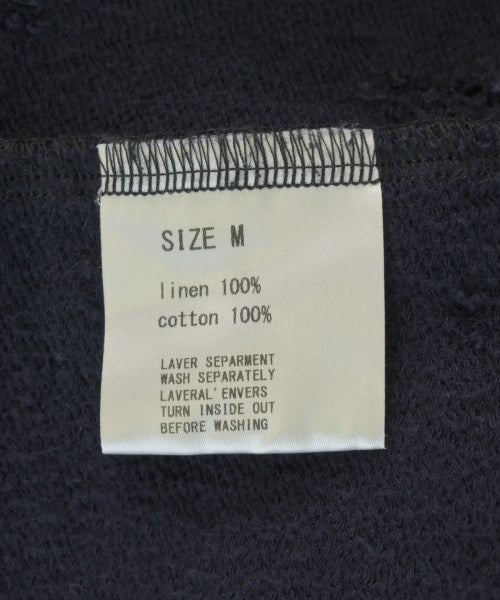 SIZE M
linen 100%
cotton 100%
LAVER SEPARMENT
WASH SEPARATELY
LAVERAL'ENVERS
TURN INSIDE OUT
BEFORE WASHING